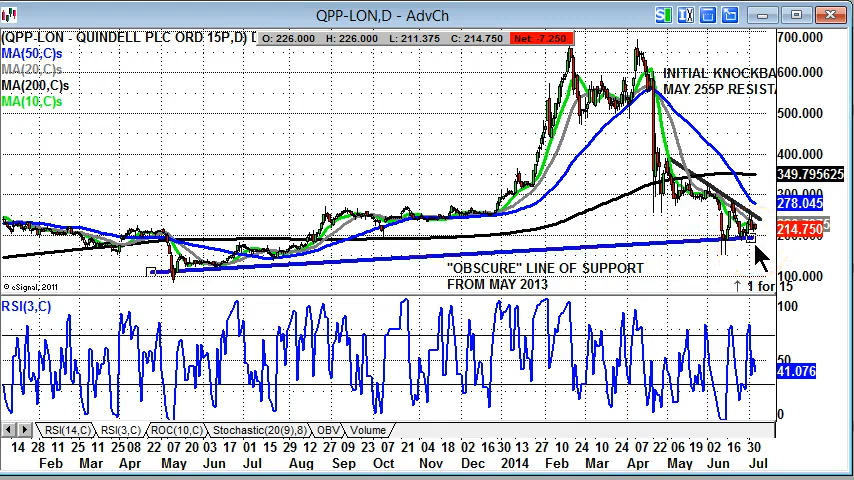 QPP-LON,D - AdvCh
(QPP-LON - QUINDELL PLC ORD 15P,D)
O: 226.000 H: 226.000 L: 211.375 C: 214.750 Net: -7.250
MA(50,C)s
MA(20,C)s
MA(200,C)s
MA(10,C)s
INITIAL KNOCKBA
MAY 255P RESISTA
700.000
600.000
500.000
400.000
349.795625
300.000
278.045
214.750
200.000
100.000
"OBSCURE" LINE OF SUPPORT
FROM MAY 2013
© eSignal, 2011
↑ 1 for 15
RSI(3,C)
100
50
41.076
0
RSI(14,C) RSI(3,C) ROC(10,C) Stochastic(20(9),8) OBV Volume
14 28 11 25 11 25 08 22 07 20 03 17 01 15 29 12 27 09 23 07 21 04 18 02 16 30 13 27 10 24 10 24 07 22 06 19 02 16 30
Feb Mar Apr May Jun Jul Aug Sep Oct Nov Dec 2014 Feb Mar Apr May Jun Jul